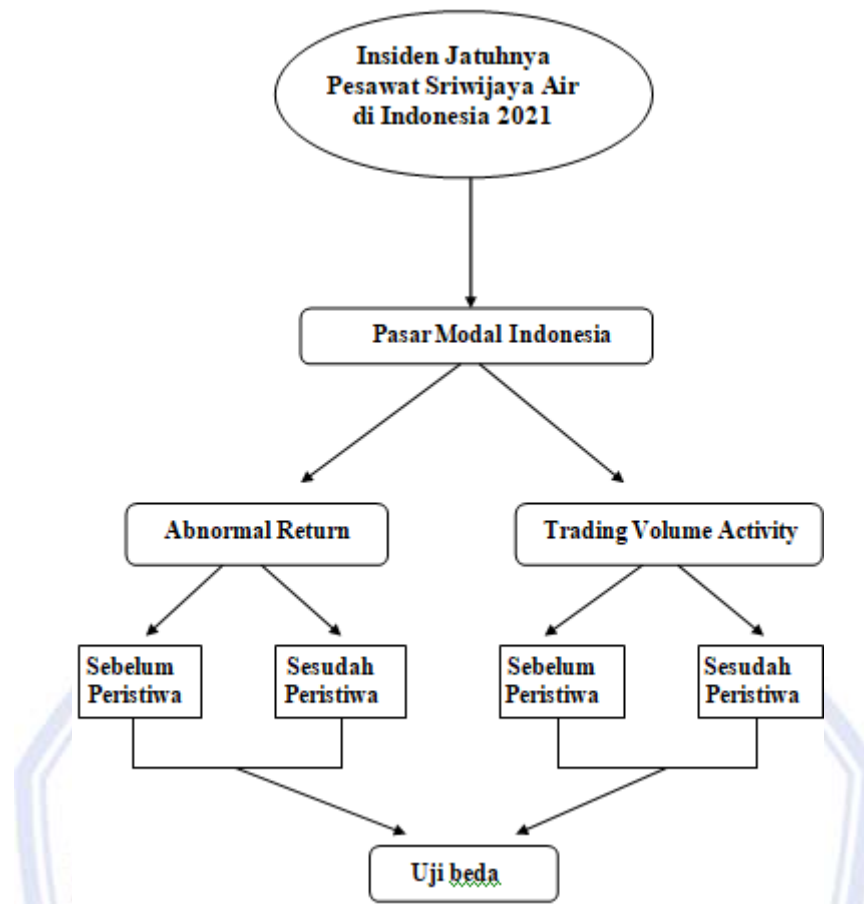 Insiden Jatuhnya
Pesawat Sriwijaya Air
di Indonesia 2021
Pasar Modal Indonesia
Abnormal Return
Trading Volume Activity
Sebelum
Peristiwa
Sesudah
Peristiwa
Sebelum
Peristiwa
Sesudah
Peristiwa
Uji beda